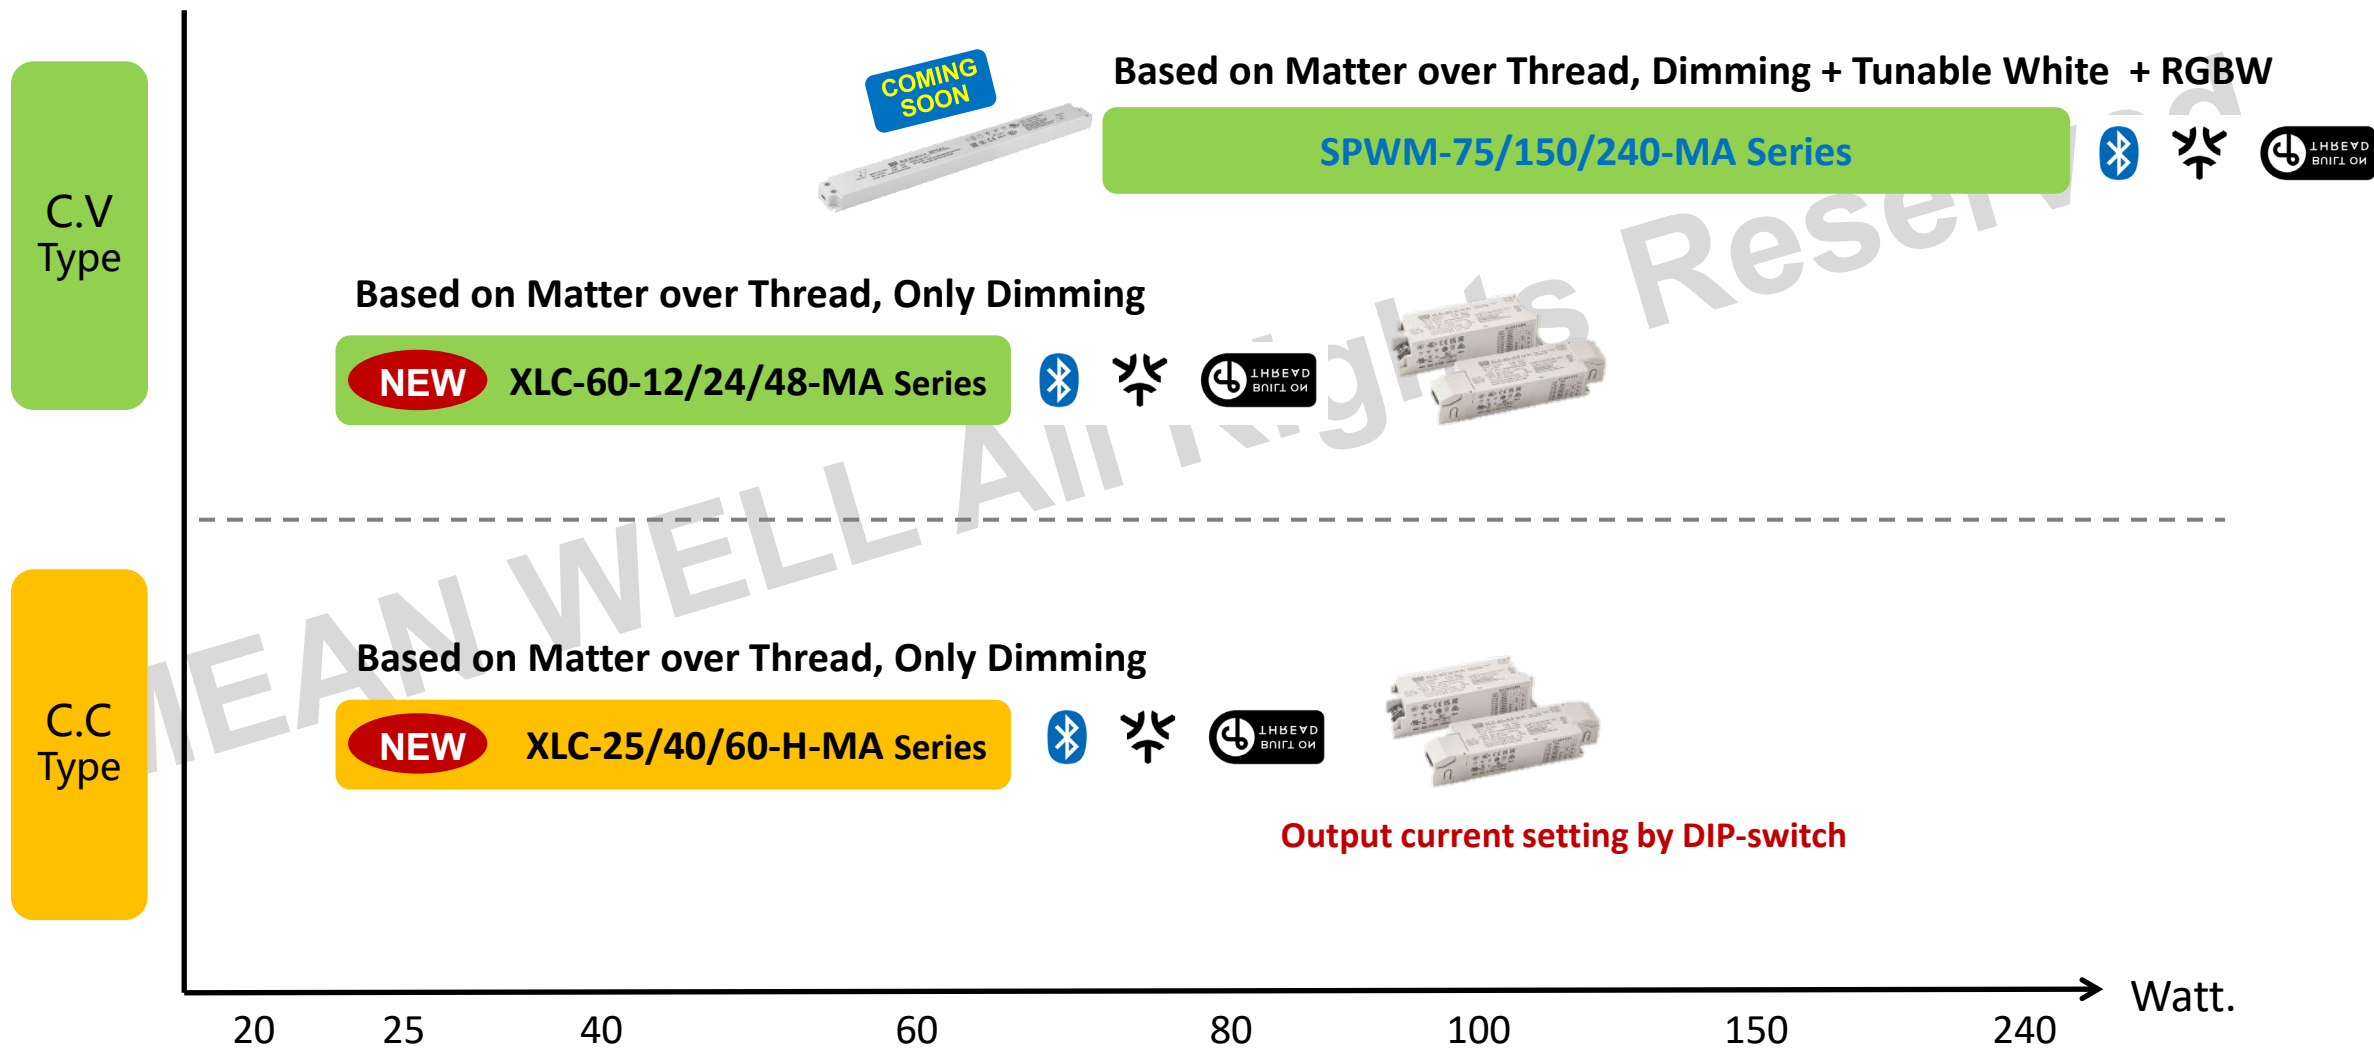 COMING
SOON
Based on Matter over Thread, Dimming + Tunable White + RGBW
SPWM-75/150/240-MA Series
THREAD
BUILT ON
C.V
Type
Based on Matter over Thread, Only Dimming
NEW XLC-60-12/24/48-MA Series
THREAD
BUILT ON
MEAN WELL All Rights Reserved
C.C
Type
Based on Matter over Thread, Only Dimming
NEW XLC-25/40/60-H-MA Series
THREAD
BUILT ON
Output current setting by DIP-switch
Watt.
20 25 40 60 80 100 150 240